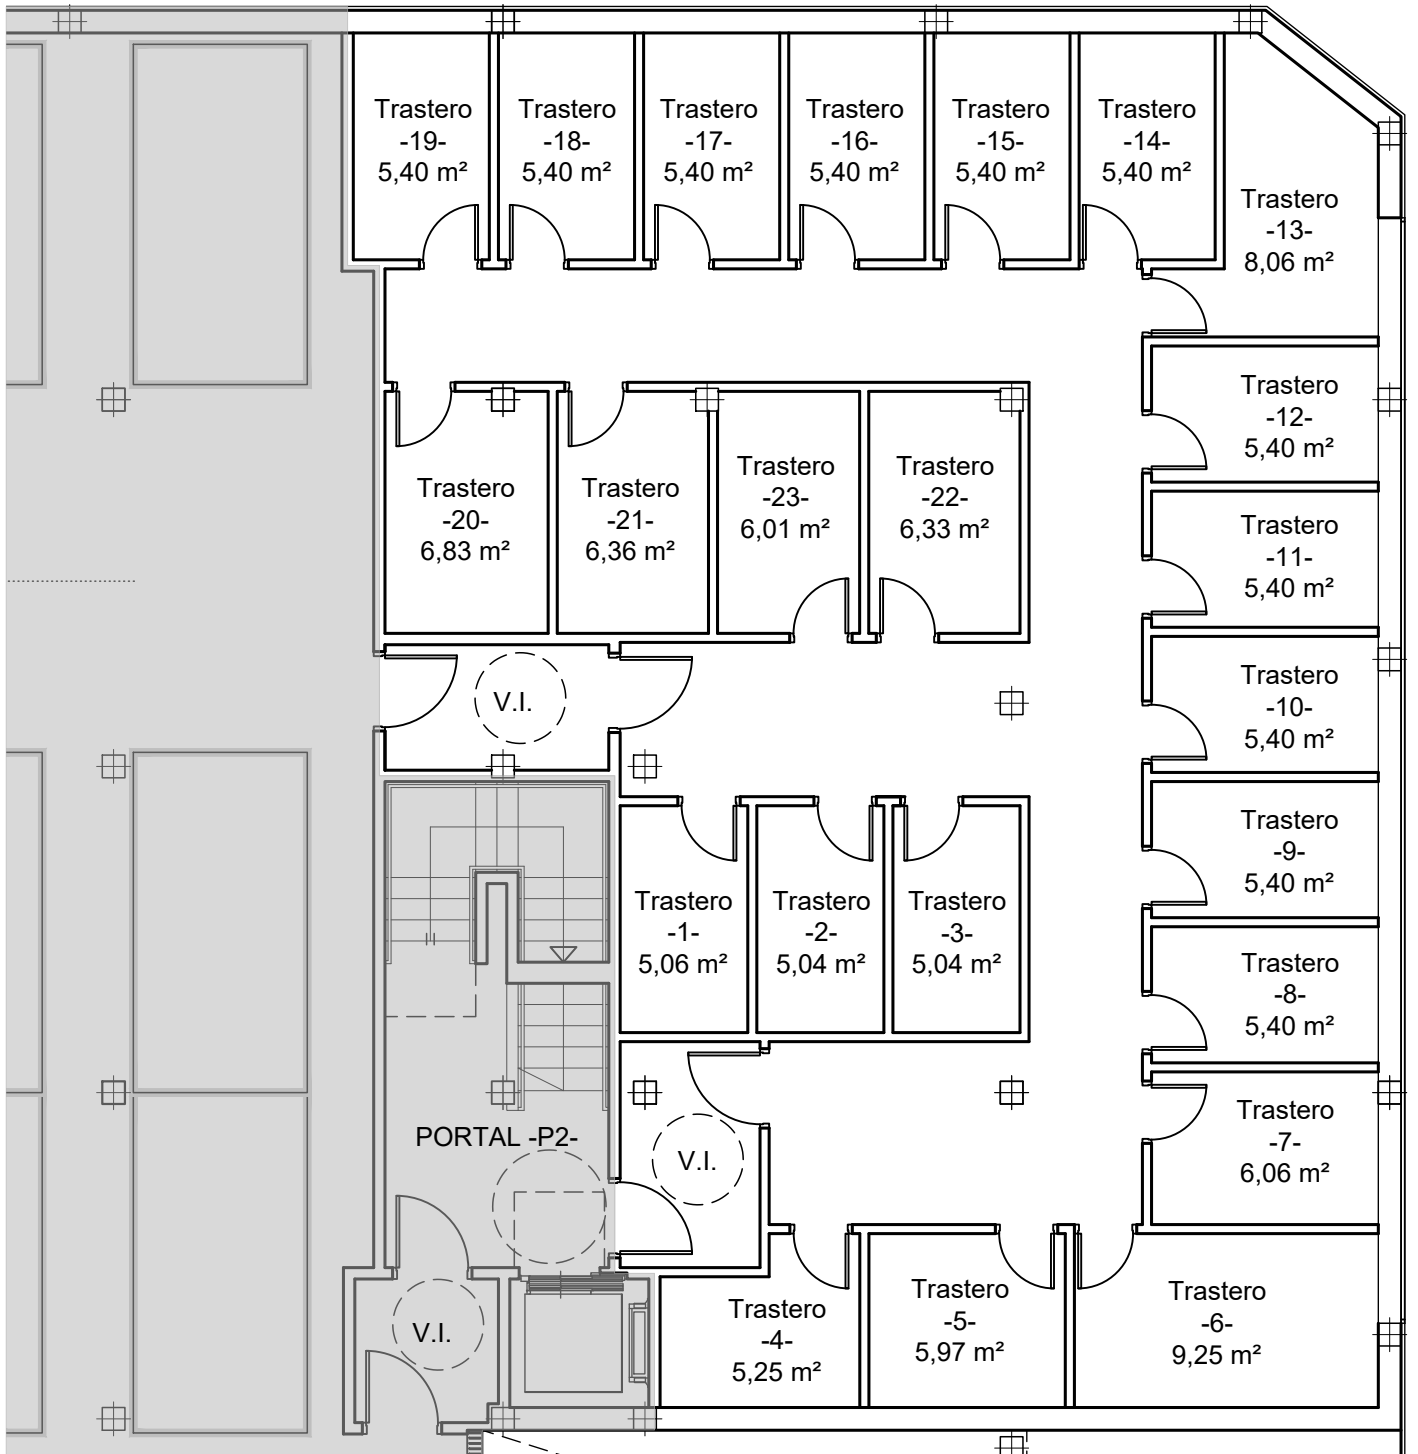 Trastero
-19-
5,40 m²
Trastero
-18-
5,40 m²
Trastero
-17-
5,40 m²
Trastero
-16-
5,40 m²
Trastero
-15-
5,40 m²
Trastero
-14-
5,40 m²
Trastero
-13-
8,06 m²
Trastero
-12-
5,40 m²
Trastero
-20-
6,83 m²
Trastero
-21-
6,36 m²
Trastero
-23-
6,01 m²
Trastero
-22-
6,33 m²
Trastero
-11-
5,40 m²
V.I.
Trastero
-10-
5,40 m²
Trastero
-9-
5,40 m²
Trastero
-1-
5,06 m²
Trastero
-2-
5,04 m²
Trastero
-3-
5,04 m²
Trastero
-8-
5,40 m²
PORTAL -P2-
V.I.
Trastero
-7-
6,06 m²
V.I.
Trastero
-4-
5,25 m²
Trastero
-5-
5,97 m²
Trastero
-6-
9,25 m²